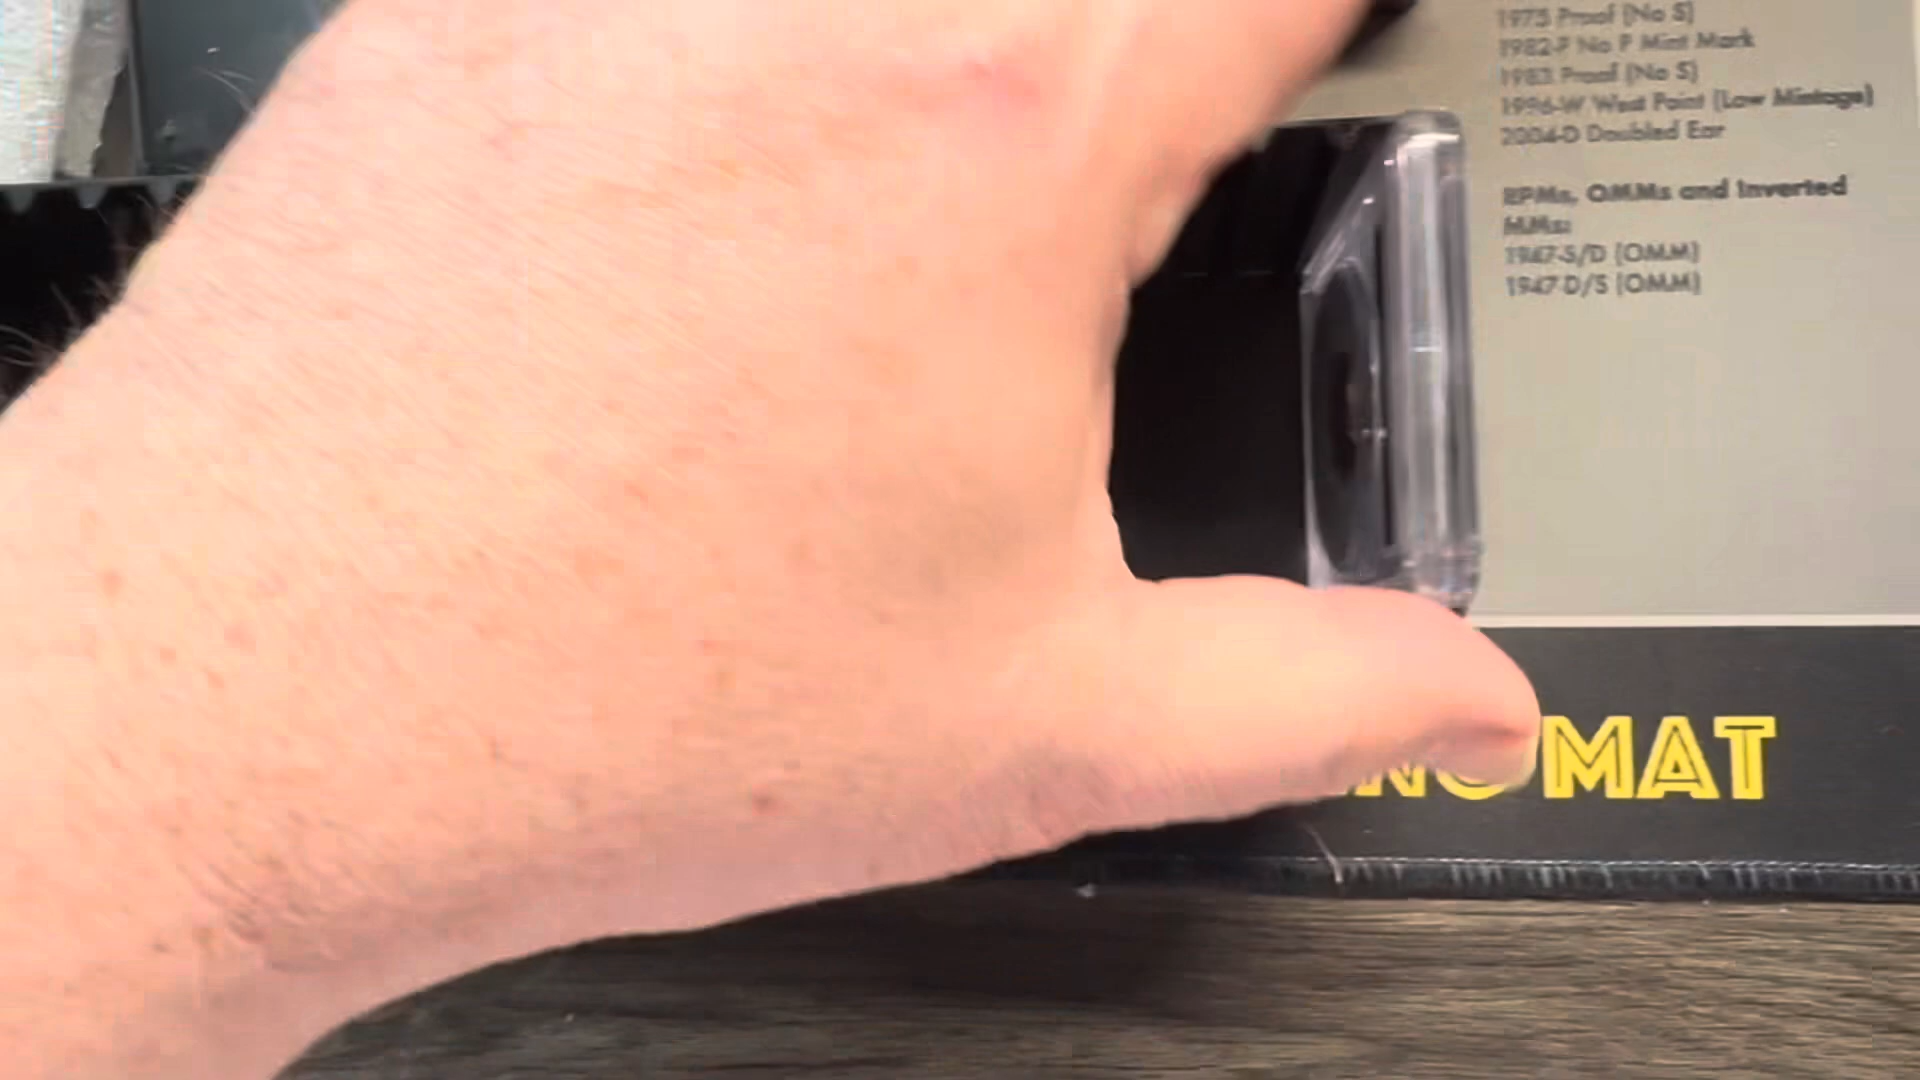 1975 Proof (No S)
1982-P No P Mint Mark
1983 Proof (No S)
1996-W West Point (Low Mintage)
2004-D Doubled Ear
RPMs, OMMs and Inverted
MMs:
1947-S/D (OMM)
1947-D/S (OMM)
MAT